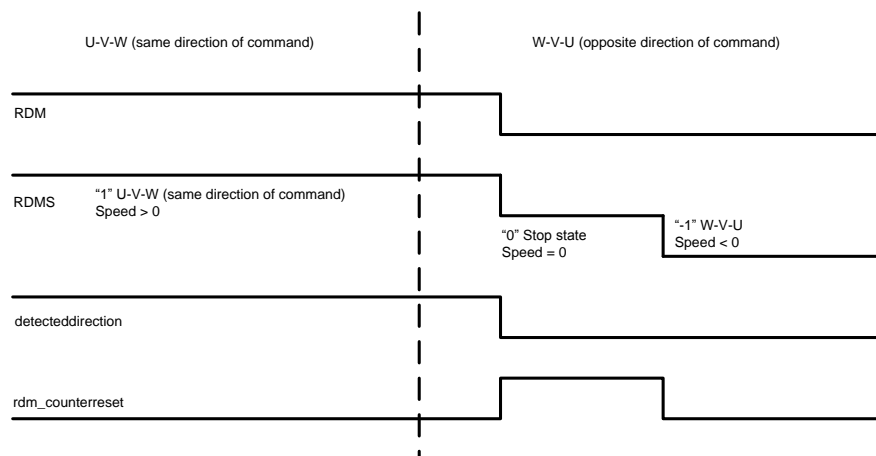 U-V-W (same direction of command)
W-V-U (opposite direction of command)
RDM
RDMS
“1” U-V-W (same direction of command)
Speed > 0
“0” Stop state
Speed = 0
“-1” W-V-U
Speed < 0
detecteddirection
rdm_counterreset